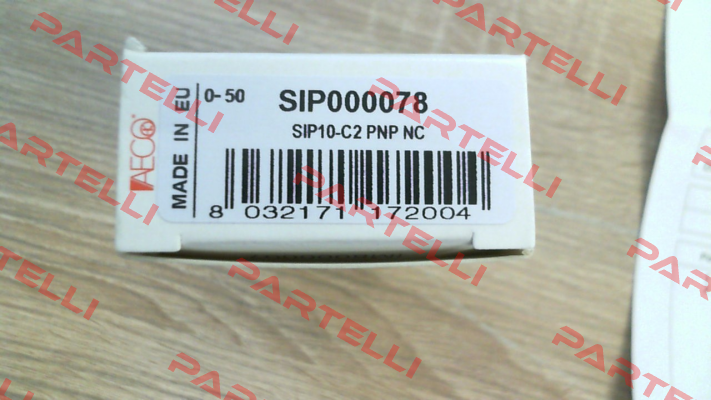 0-50
SIP000078
SIP10-C2 PNP NC
8 032171 172004
MADE IN EU
AECO
PARTELLI
PARTELLI
PARTELLI
PARTELLI
PARTELLI
PARTELLI
PARTELLI